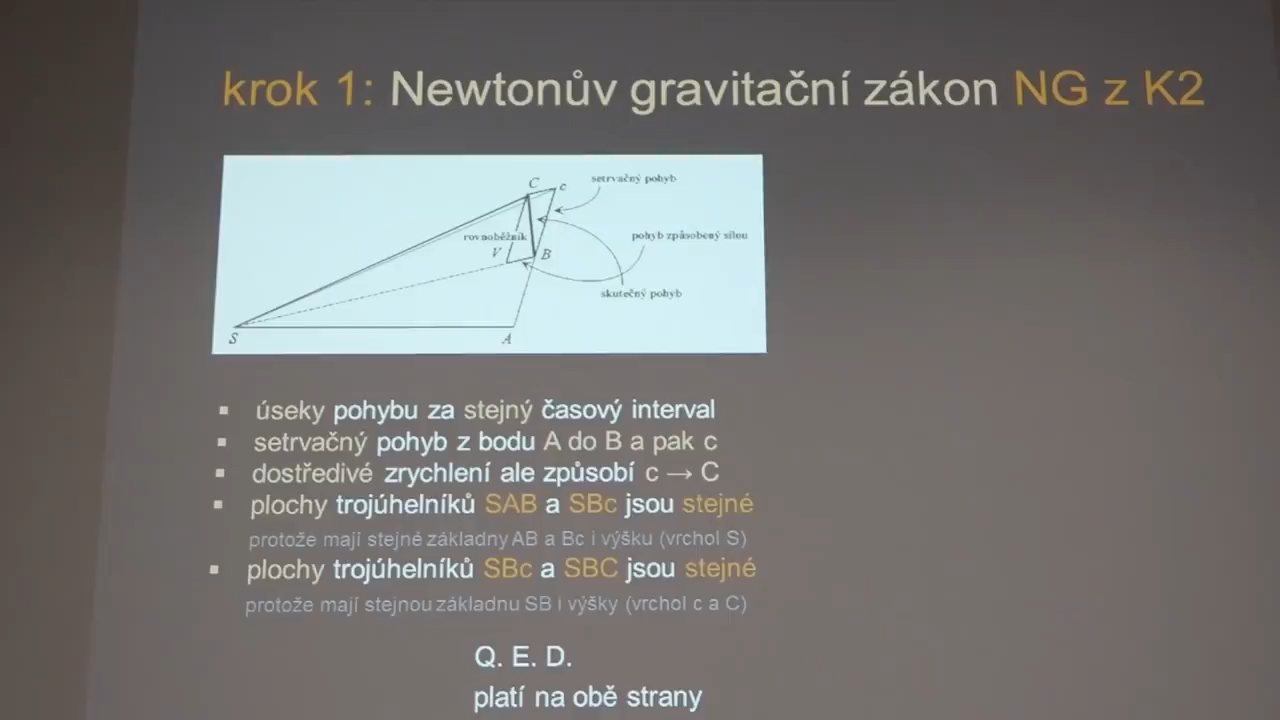 krok 1: Newtonův gravitační zákon NG z K2
C
c
setrvačný pohyb
rovnoběžník
pohyb způsobený silou
V
B
skutečný pohyb
S
A
▪ úseky pohybu za stejný časový interval
▪ setrvačný pohyb z bodu A do B a pak c
▪ dostředivé zrychlení ale způsobí c → C
▪ plochy trojúhelníků SAB a SBc jsou stejné
protože mají stejné základny AB a Bc i výšku (vrchol S)
▪ plochy trojúhelníků SBc a SBC jsou stejné
protože mají stejnou základnu SB i výšky (vrchol c a C)
Q. E. D.
platí na obě strany